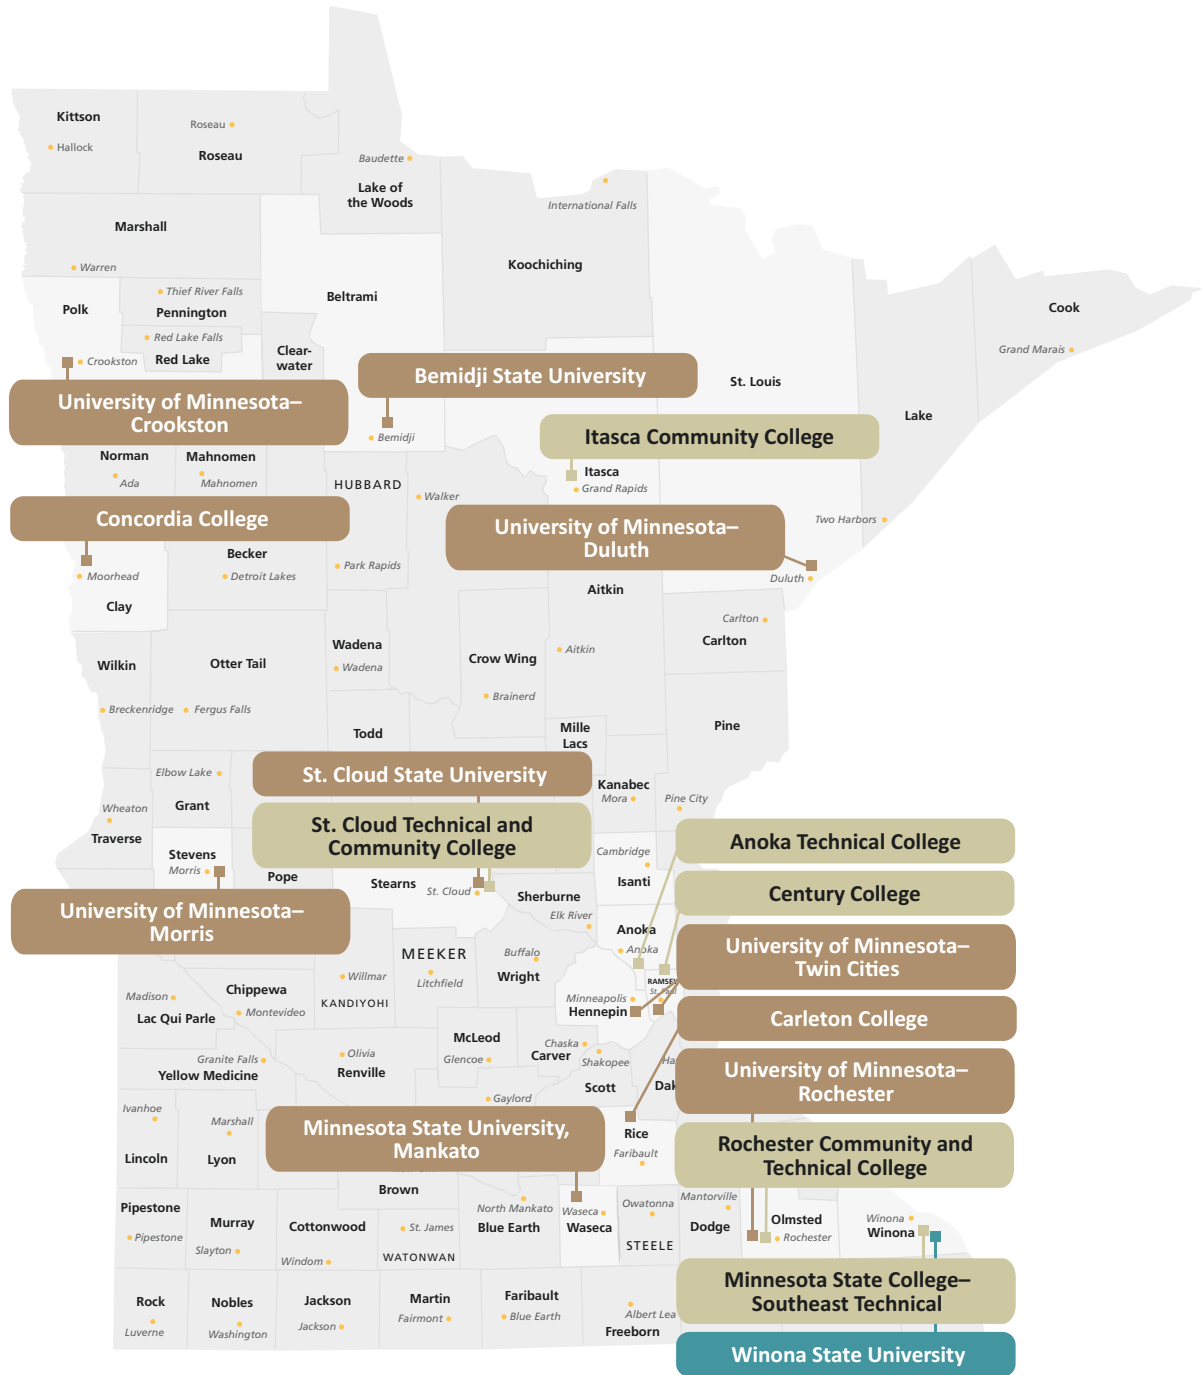 Kittson
Roseau
Hallock
Roseau
Baudette
Lake of
the Woods
International Falls
Marshall
Koochiching
Warren
Thief River Falls
Beltrami
Polk
Pennington
Cook
Red Lake Falls
Clear-
water
Grand Marais
Crookston
Red Lake
Bemidji State University
St. Louis
University of Minnesota–
Crookston
Lake
Bemidji
Itasca Community College
Norman
Mahnomen
Itasca
Ada
Mahnomen
HUBBARD
Grand Rapids
Walker
Concordia College
University of Minnesota–
Duluth
Two Harbors
Becker
Park Rapids
Moorhead
Detroit Lakes
Duluth
Aitkin
Clay
Carlton
Carlton
Wadena
Aitkin
Wilkin
Otter Tail
Crow Wing
Wadena
Brainerd
Breckenridge
Fergus Falls
Mille
Lacs
Pine
Todd
St. Cloud State University
Elbow Lake
Kanabec
Mora
Pine City
Grant
Wheaton
St. Cloud Technical and
Community College
Traverse
Anoka Technical College
Stevens
Cambridge
Morris
Pope
Stearns
St. Cloud
Isanti
Sherburne
Century College
University of Minnesota–
Morris
Elk River
Anoka
Anoka
University of Minnesota–
Twin Cities
MEEKER
Buffalo
Litchfield
Wright
Willmar
RAMSEY
St. Paul
Chippewa
KANDIYOHI
Madison
Minneapolis
Hennepin
Montevideo
Lac Qui Parle
Carleton College
McLeod
Chaska
Carver
Olivia
Glencoe
Shakopee
Granite Falls
Yellow Medicine
Renville
Scott
Ha
Dak
University of Minnesota–
Rochester
Gaylord
Ivanhoe
Marshall
Minnesota State University,
Mankato
Rice
Faribault
Rochester Community and
Technical College
Lincoln
Lyon
Brown
Pipestone
North Mankato
Waseca
Owatonna
Mantorville
Murray
Cottonwood
St. James
Blue Earth
Waseca
Dodge
Olmsted
Winona
Winona
Pipestone
Slayton
Windom
WATONWAN
STEELE
Rochester
Minnesota State College–
Southeast Technical
Rock
Nobles
Jackson
Martin
Faribault
Luverne
Washington
Jackson
Fairmont
Blue Earth
Albert Lea
Freeborn
Winona State University